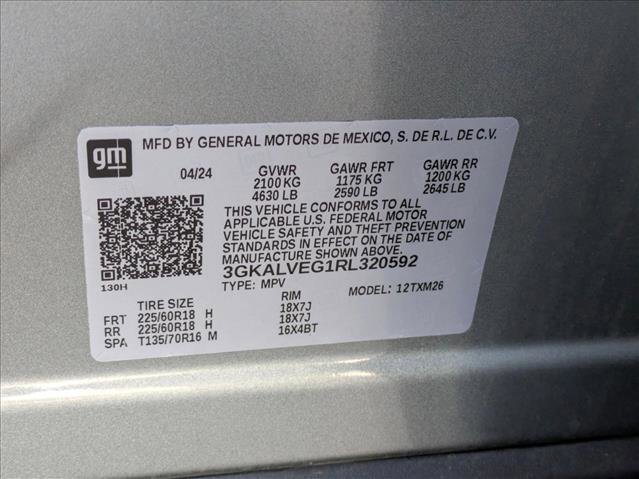 gm
MFD BY GENERAL MOTORS DE MEXICO, S. DE R.L. DE C.V.
04/24 GVWR GAWR FRT GAWR RR
2100 KG 1175 KG 1200 KG
4630 LB 2590 LB 2645 LB
THIS VEHICLE CONFORMS TO ALL
APPLICABLE U.S. FEDERAL MOTOR
VEHICLE SAFETY AND THEFT PREVENTION
STANDARDS IN EFFECT ON THE DATE OF
MANUFACTURE SHOWN ABOVE.
3GKALVEG1RL320592
130H
TYPE: MPV MODEL: 12TXM26
TIRE SIZE RIM
FRT 225/60R18 H 18X7J
RR 225/60R18 H 18X7J
SPA T135/70R16 M 16X4BT